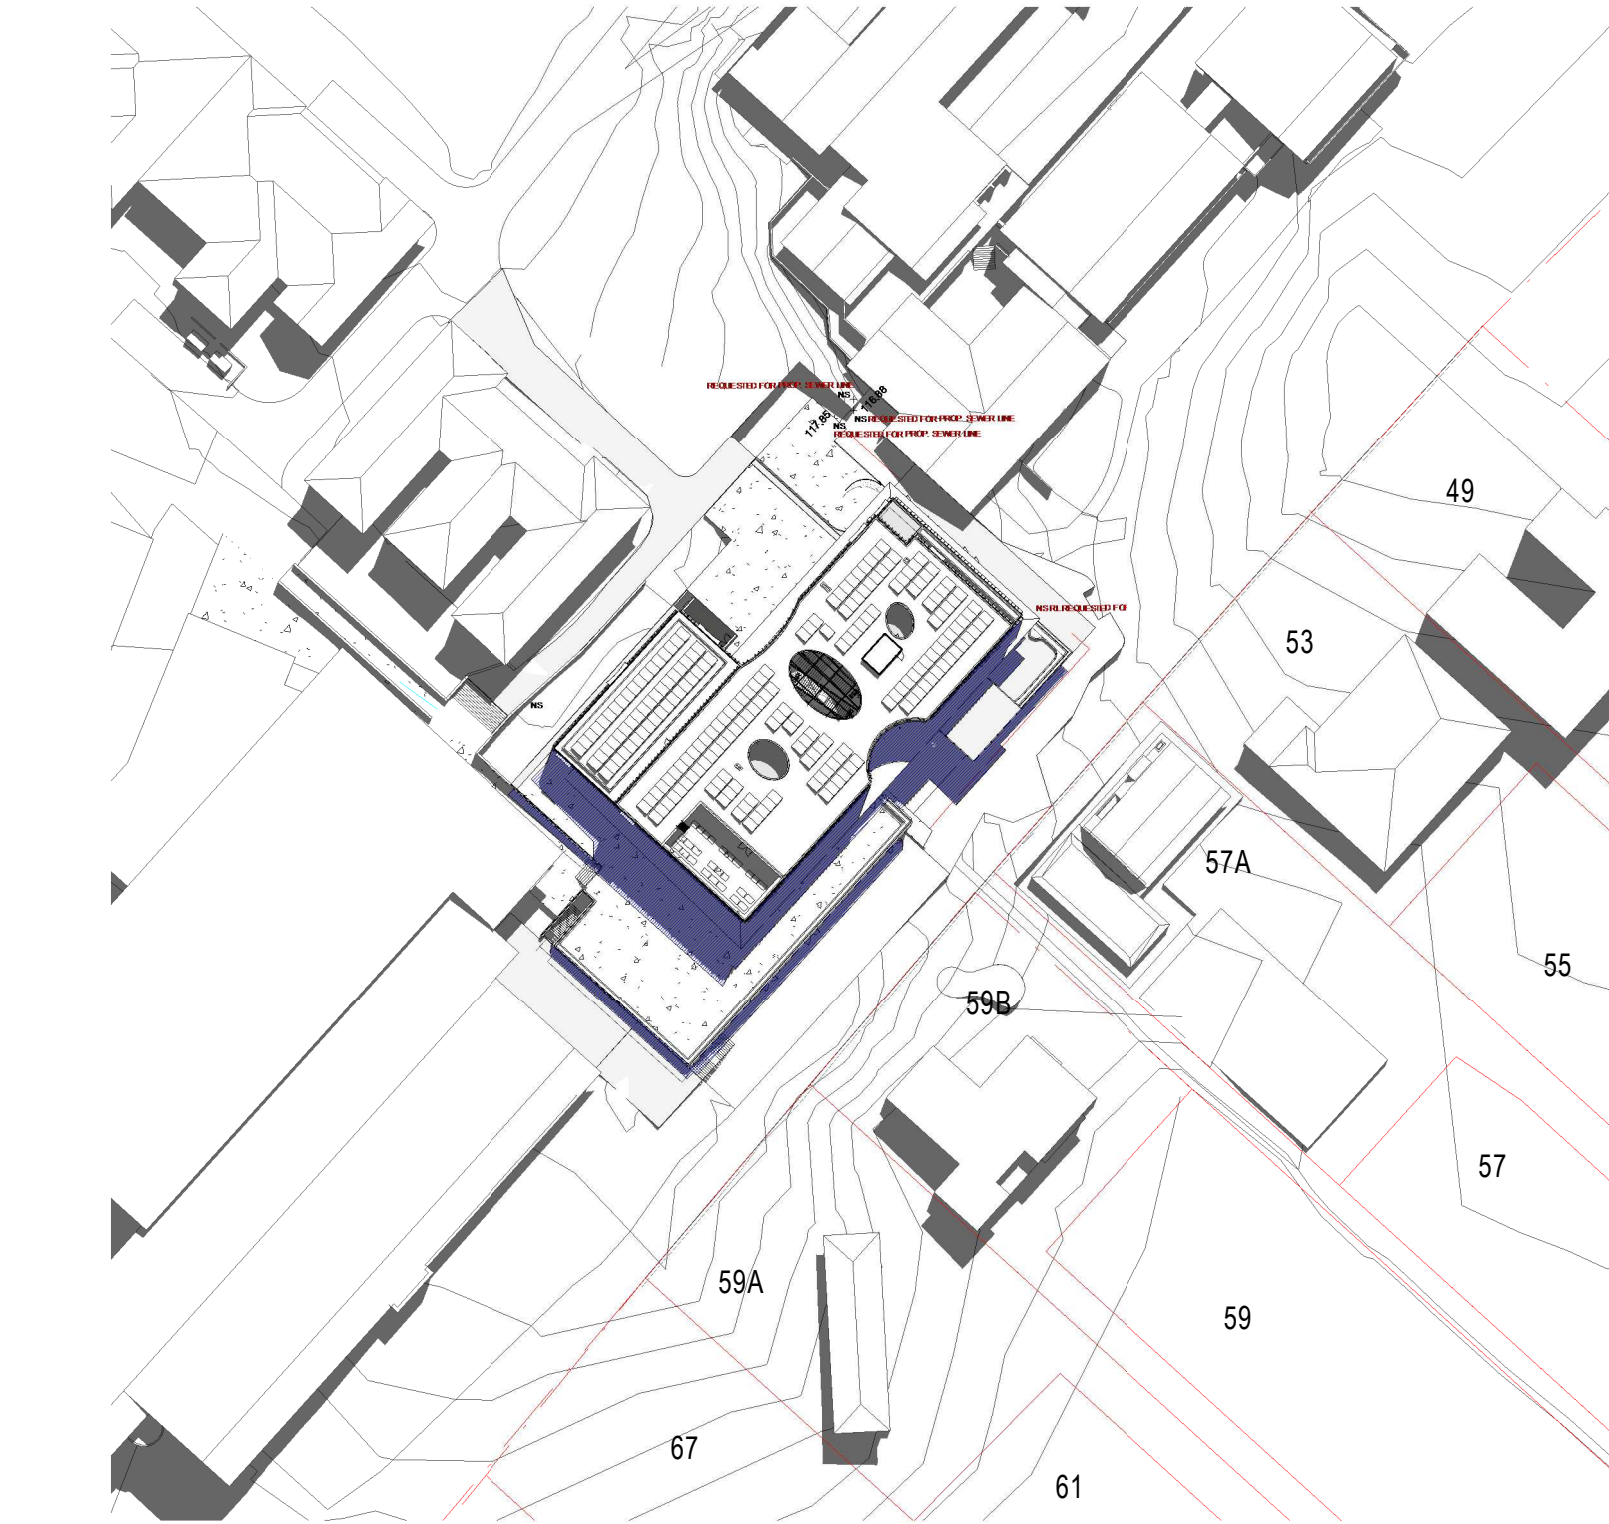 REQUESTED FOR PROP. SEWER LINE
NS
116.88
117.85
NS REQUESTED FOR PROP. SEWER LINE
NS
REQUESTED FOR PROP. SEWER LINE
49
NS RL REQUESTED FO
53
NS
57A
55
59B
57
59A
59
67
61